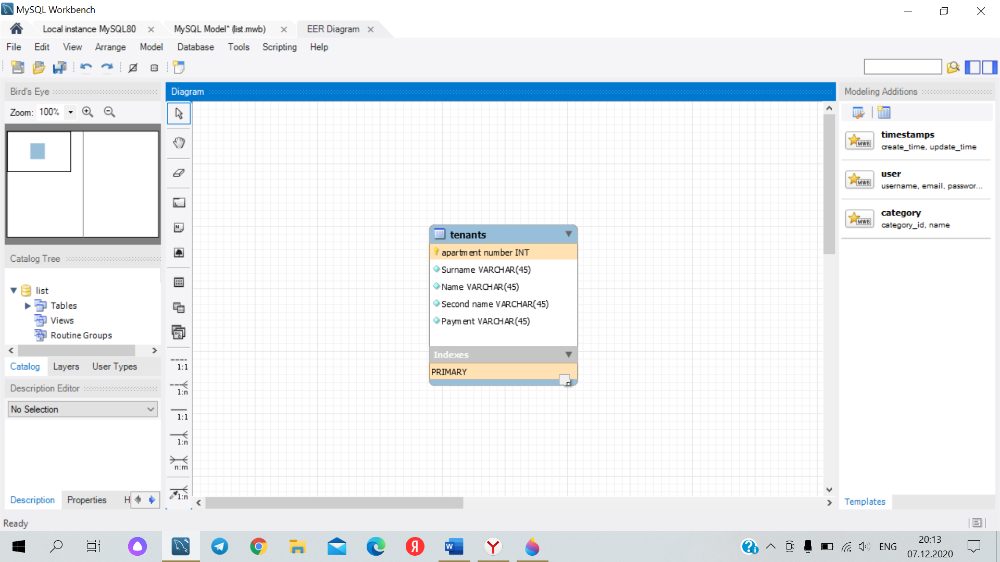 MySQL Workbench
Local instance MySQL80
MySQL Model* (list.mwb)
EER Diagram
File Edit View Arrange Model Database Tools Scripting Help
Bird's Eye
Zoom: 100%
Catalog Tree
list
Tables
Views
Routine Groups
Catalog Layers User Types
Description Editor
No Selection
Description Properties H
Diagram
N
1:1
1:n
1:1
1:n
n:m
1:n
tenants
apartment number INT
Surname VARCHAR(45)
Name VARCHAR(45)
Second name VARCHAR(45)
Payment VARCHAR(45)
Indexes
PRIMARY
Modeling Additions
MWB
timestamps
create_time, update_time
MWB
user
username, email, passwor...
MWB
category
category_id, name
Templates
Ready
Я
W
Y
ENG
20:13
07.12.2020